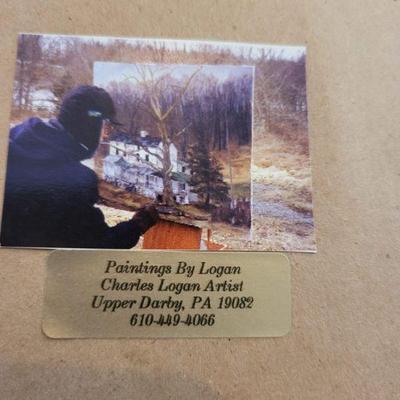 Paintings By Logan
Charles Logan Artist
Upper Darby, PA 19082
610-449-4066